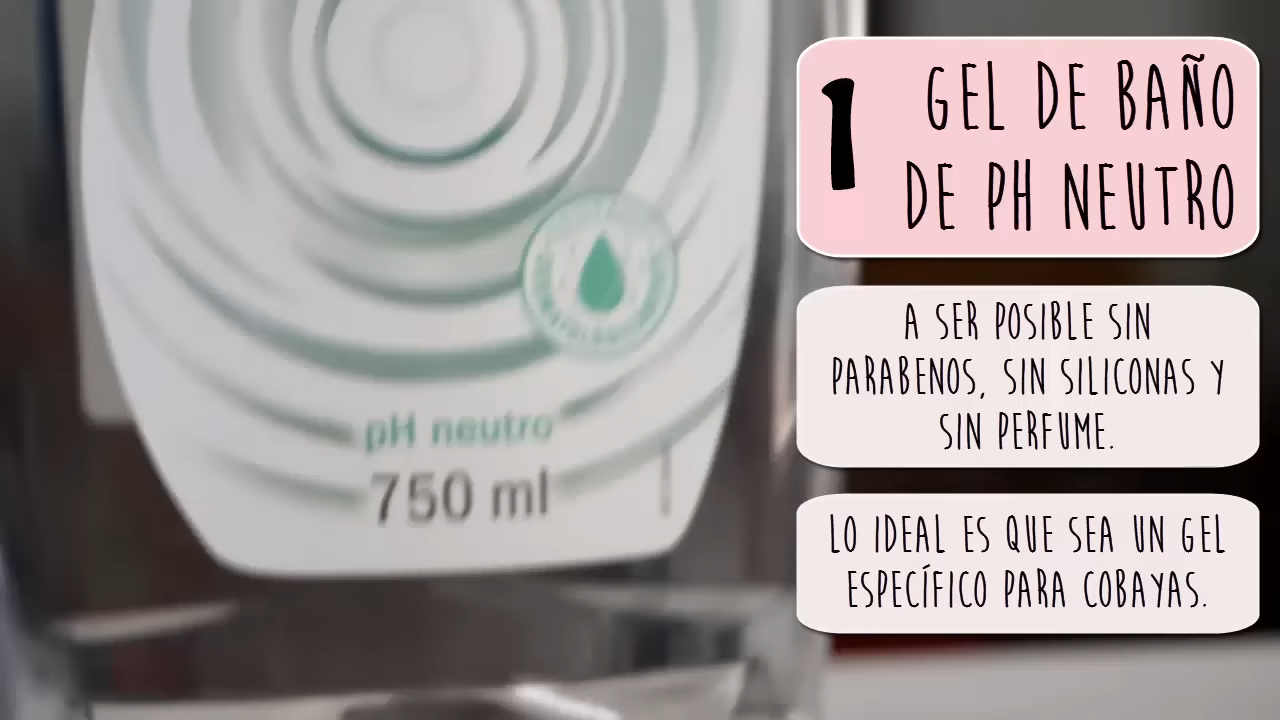 1
GEL DE BAÑO
DE PH NEUTRO
A SER POSIBLE SIN
PARABENOS, SIN SILICONAS Y
SIN PERFUME.
LO IDEAL ES QUE SEA UN GEL
ESPECÍFICO PARA COBAYAS.
pH neutro
750 ml